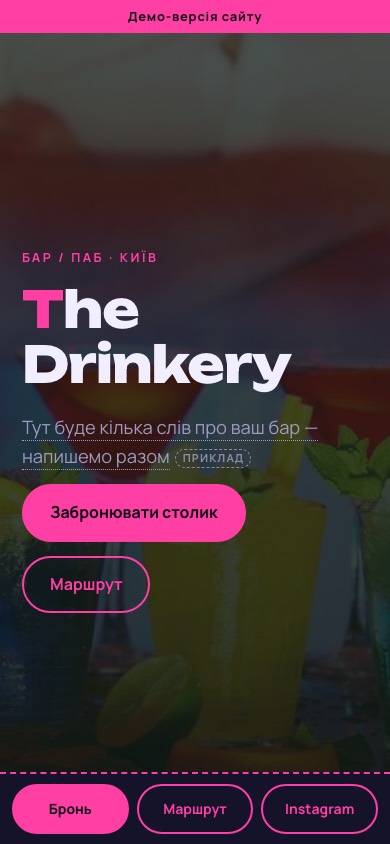 Демо-версія сайту
БАР / ПАБ · КИЇВ
The
Drinkery
Тут буде кілька слів про ваш бар —
напишемо разом ПРИКЛАД
Забронювати столик
Маршрут
Бронь Маршрут Instagram